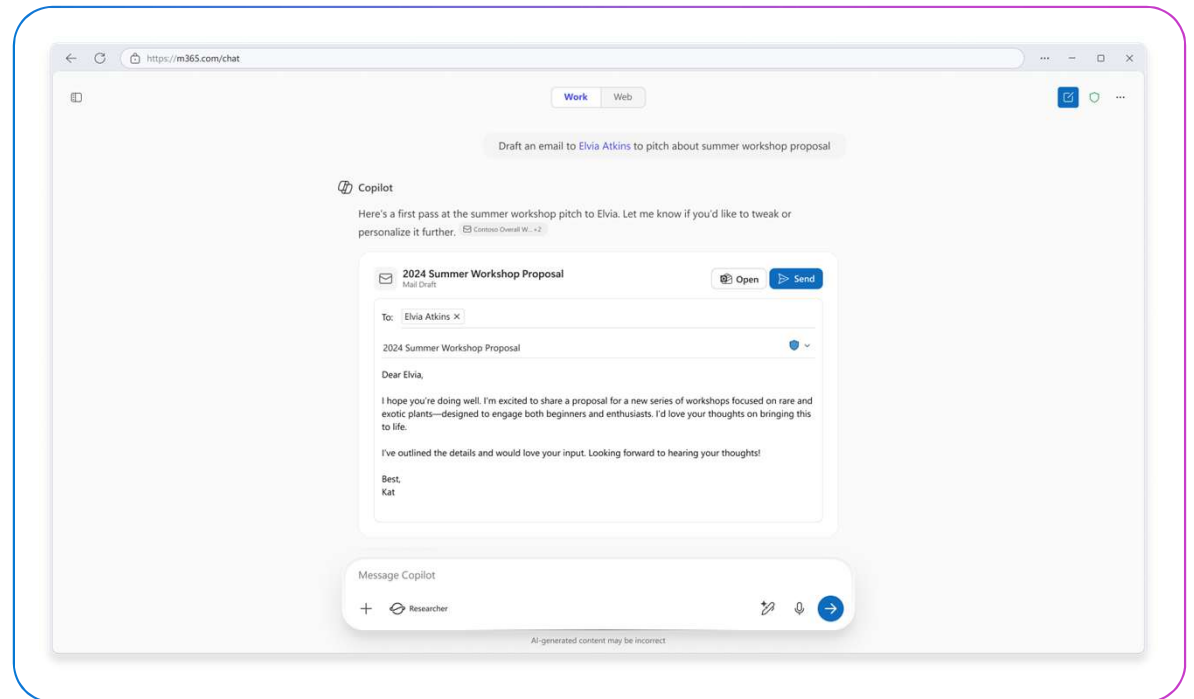 https://m365.com/chat
Work
Web
Draft an email to Elvia Atkins to pitch about summer workshop proposal
Copilot
Here's a first pass at the summer workshop pitch to Elvia. Let me know if you'd like to tweak or
personalize it further. Contoso Overall W... +2
2024 Summer Workshop Proposal
Mail Draft
Open
Send
To: Elvia Atkins
2024 Summer Workshop Proposal
Dear Elvia,
I hope you're doing well. I'm excited to share a proposal for a new series of workshops focused on rare and
exotic plants—designed to engage both beginners and enthusiasts. I'd love your thoughts on bringing this
to life.
I've outlined the details and would love your input. Looking forward to hearing your thoughts!
Best,
Kat
Message Copilot
Researcher
AI-generated content may be incorrect